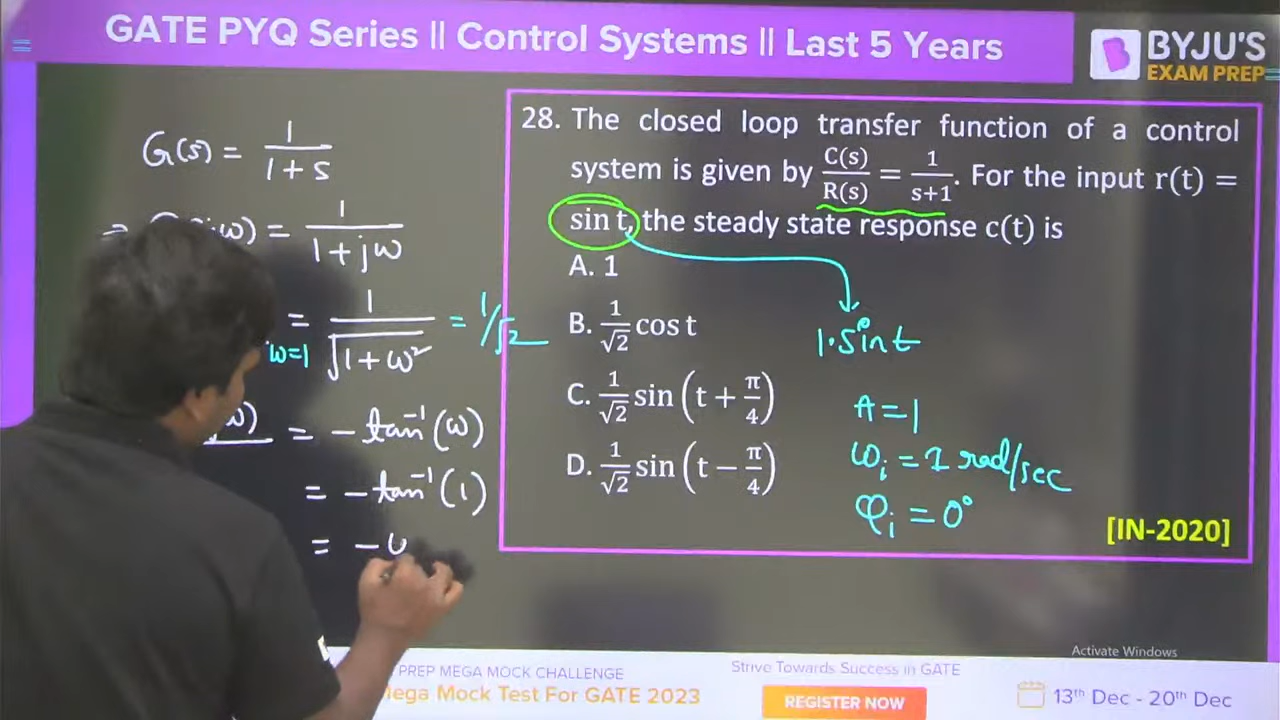 GATE PYQ Series || Control Systems || Last 5 Years
BYJU'S
EXAM PREP
G(s) = 1/(1 + s)
ω) = 1/(1 + jω)
= 1/√(1 + ω²) = 1/√2
ω=1
ω) = - tan⁻¹(ω)
= - tan⁻¹(1)
= -
28. The closed loop transfer function of a control
system is given by C(s)/R(s) = 1/(s+1). For the input r(t) =
sin t, the steady state response c(t) is
A. 1
B. 1/√2 cos t
C. 1/√2 sin (t + π/4)
D. 1/√2 sin (t − π/4)
1·sin t
A = 1
ωi = 1 rad/sec
φi = 0°
[IN-2020]
Activate Windows
PREP MEGA MOCK CHALLENGE
Mega Mock Test For GATE 2023
Strive Towards Success in GATE
REGISTER NOW
13th Dec - 20th Dec